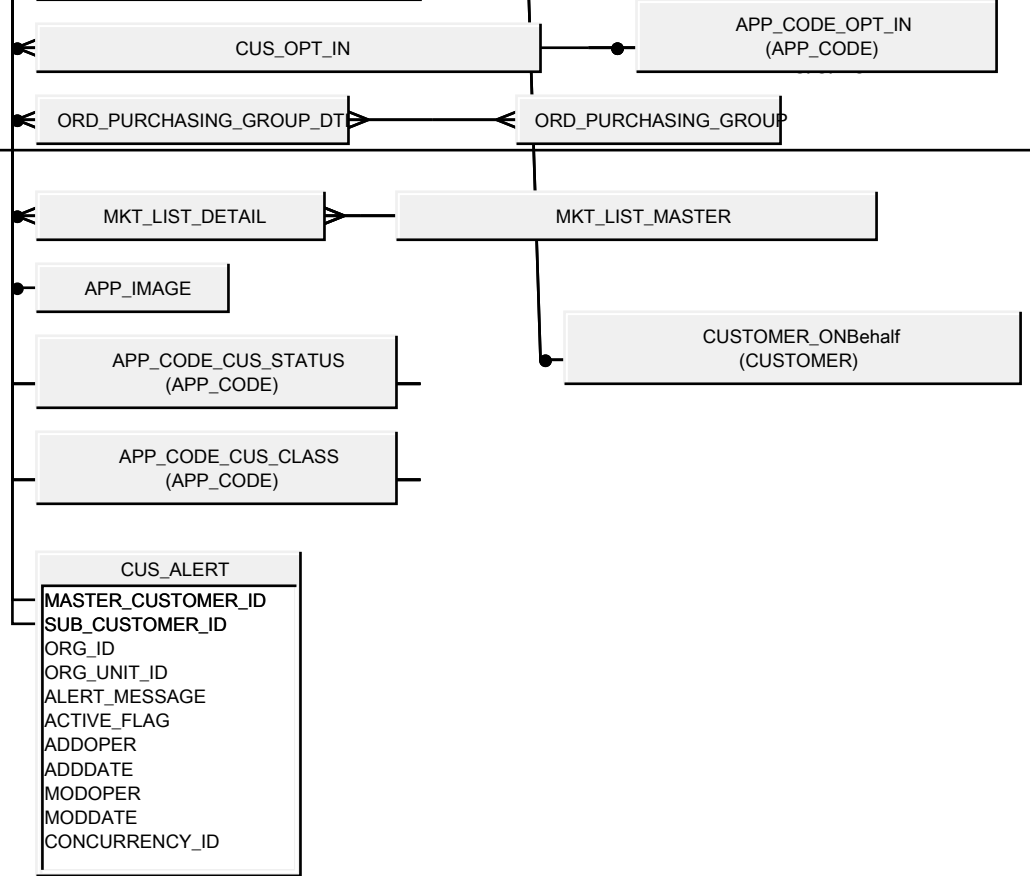 APP_CODE_OPT_IN
(APP_CODE)
CUS_OPT_IN
ORD_PURCHASING_GROUP_DT
ORD_PURCHASING_GROUP
MKT_LIST_DETAIL
MKT_LIST_MASTER
APP_IMAGE
CUSTOMER_ONBehalf
(CUSTOMER)
APP_CODE_CUS_STATUS
(APP_CODE)
APP_CODE_CUS_CLASS
(APP_CODE)
CUS_ALERT
MASTER_CUSTOMER_ID
SUB_CUSTOMER_ID
ORG_ID
ORG_UNIT_ID
ALERT_MESSAGE
ACTIVE_FLAG
ADDOPER
ADDDATE
MODOPER
MODDATE
CONCURRENCY_ID